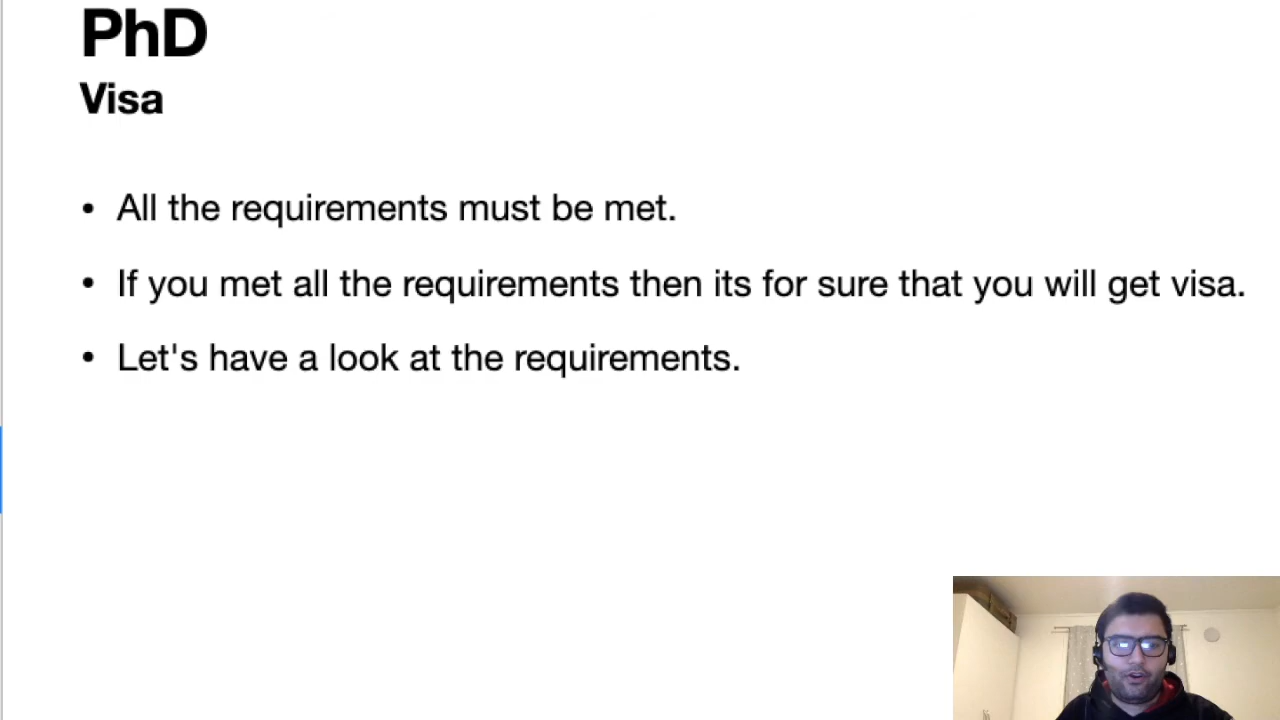 PhD
Visa
• All the requirements must be met.
• If you met all the requirements then its for sure that you will get visa.
• Let's have a look at the requirements.